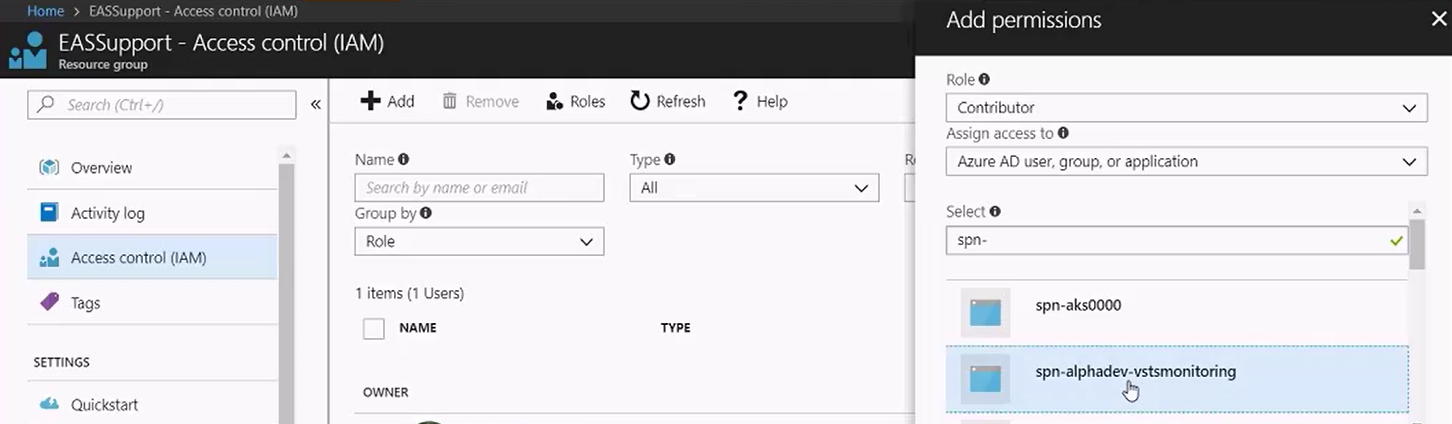 Home > EASSupport - Access control (IAM)
EASSupport - Access control (IAM)
Resource group
Search (Ctrl+/)
Overview
Activity log
Access control (IAM)
Tags
SETTINGS
Quickstart
Add Remove Roles Refresh Help
Name Type
Search by name or email All
Group by
Role
1 items (1 Users)
NAME TYPE
OWNER
Add permissions
Role
Contributor
Assign access to
Azure AD user, group, or application
Select
spn-
spn-aks0000
spn-alphadev-vstsmonitoring